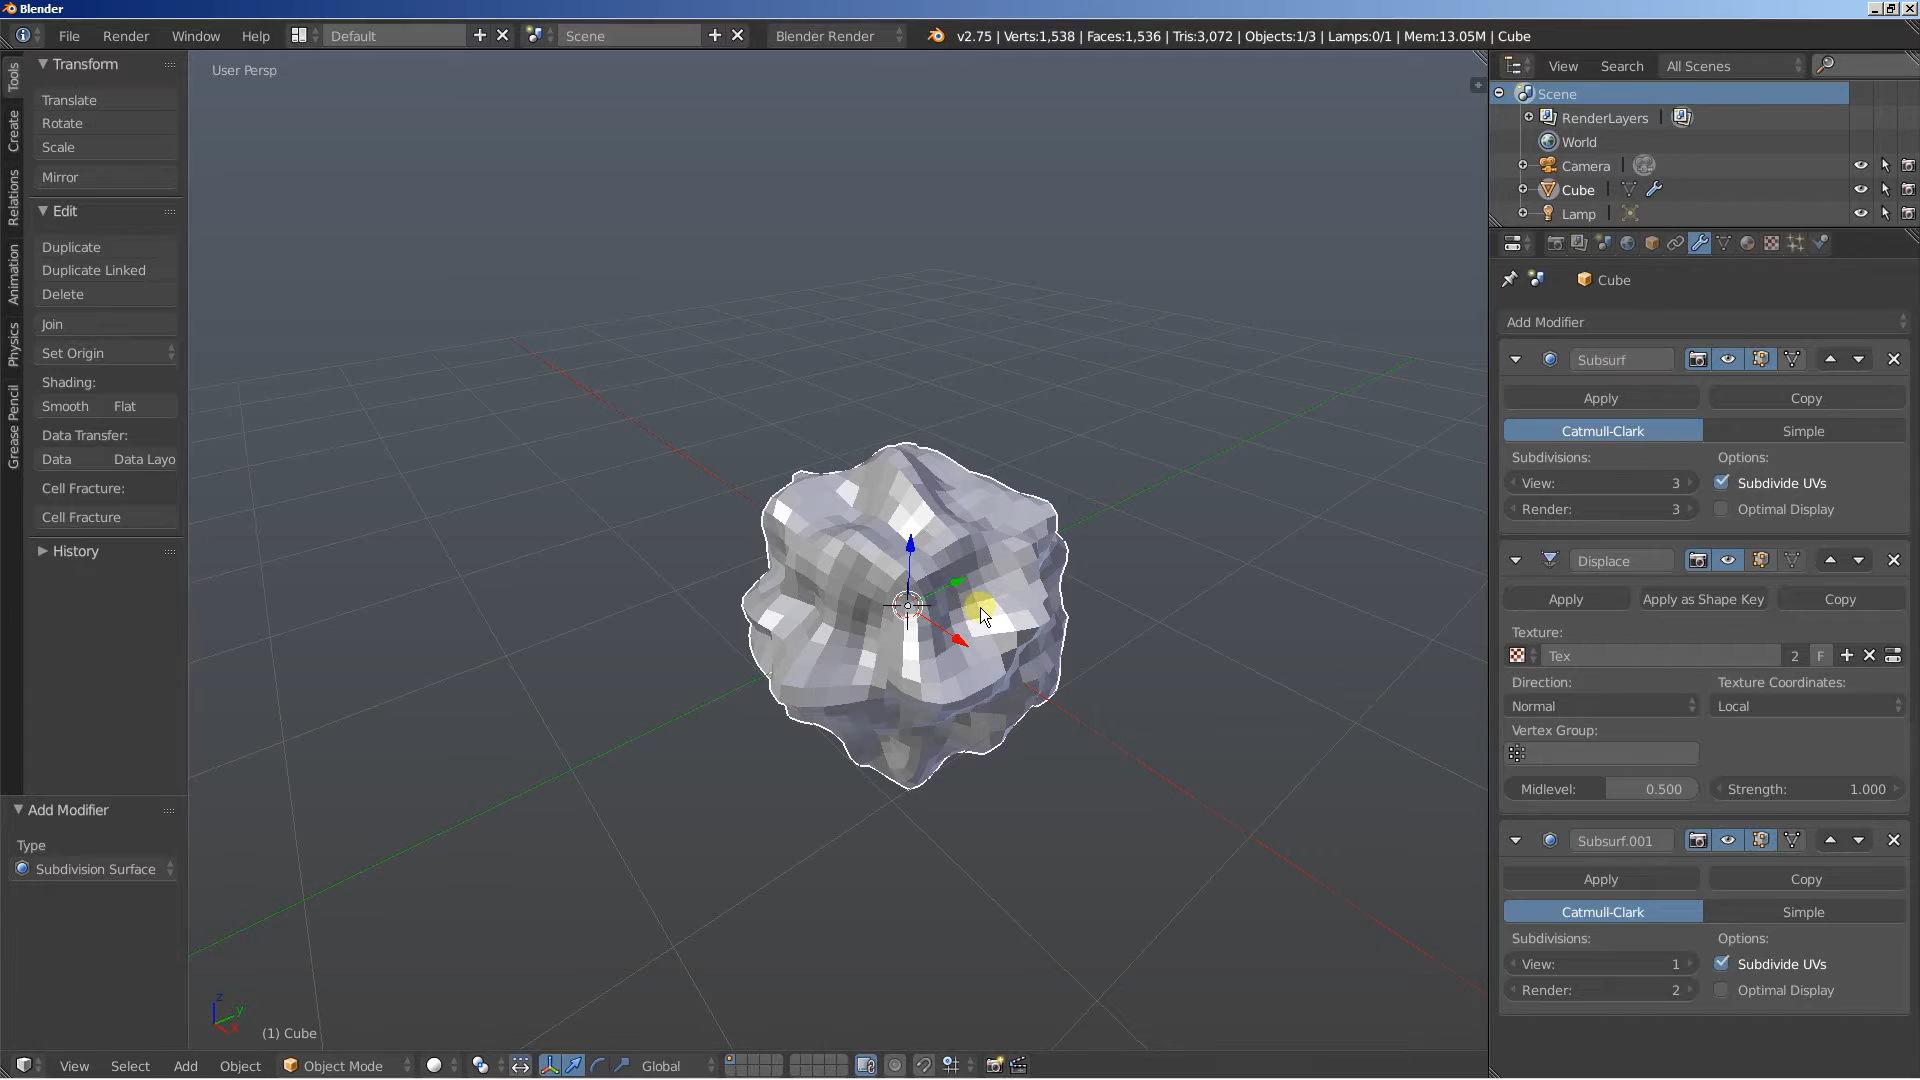 Blender
File Render Window Help Default Scene Blender Render v2.75 | Verts:1,538 | Faces:1,536 | Tris:3,072 | Objects:1/3 | Lamps:0/1 | Mem:13.05M | Cube
Tools
Create
Relations
Animation
Physics
Grease Pencil
Transform
Translate
Rotate
Scale
Mirror
Edit
Duplicate
Duplicate Linked
Delete
Join
Set Origin
Shading:
Smooth Flat
Data Transfer:
Data Data Layo
Cell Fracture:
Cell Fracture
History
Add Modifier
Type
Subdivision Surface
User Persp
z
y
x
(1) Cube
View Select Add Object Object Mode Global
View Search All Scenes
Scene
RenderLayers |
World
Camera |
Cube |
Lamp |
Cube
Add Modifier
Subsurf
Apply Copy
Catmull-Clark Simple
Subdivisions: Options:
View: 3 Subdivide UVs
Render: 3 Optimal Display
Displace
Apply Apply as Shape Key Copy
Texture:
Tex 2 F
Direction: Texture Coordinates:
Normal Local
Vertex Group:
Midlevel: 0.500 Strength: 1.000
Subsurf.001
Apply Copy
Catmull-Clark Simple
Subdivisions: Options:
View: 1 Subdivide UVs
Render: 2 Optimal Display